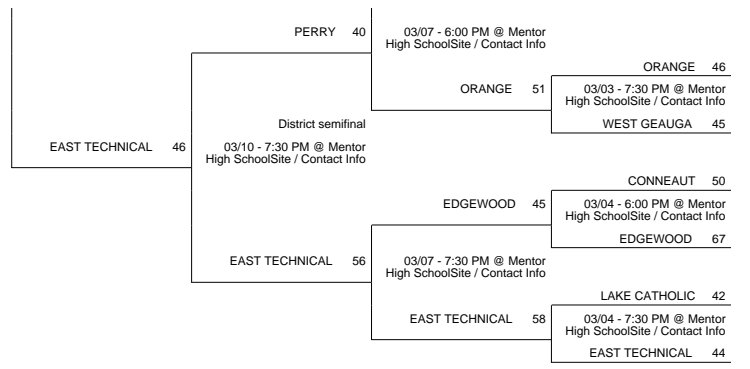 PERRY 40
03/07 - 6:00 PM @ Mentor
High SchoolSite / Contact Info
ORANGE 46
ORANGE 51
03/03 - 7:30 PM @ Mentor
High SchoolSite / Contact Info
WEST GEAUGA 45
District semifinal
EAST TECHNICAL 46
03/10 - 7:30 PM @ Mentor
High SchoolSite / Contact Info
CONNEAUT 50
EDGEWOOD 45
03/04 - 6:00 PM @ Mentor
High SchoolSite / Contact Info
EDGEWOOD 67
EAST TECHNICAL 56
03/07 - 7:30 PM @ Mentor
High SchoolSite / Contact Info
LAKE CATHOLIC 42
EAST TECHNICAL 58
03/04 - 7:30 PM @ Mentor
High SchoolSite / Contact Info
EAST TECHNICAL 44